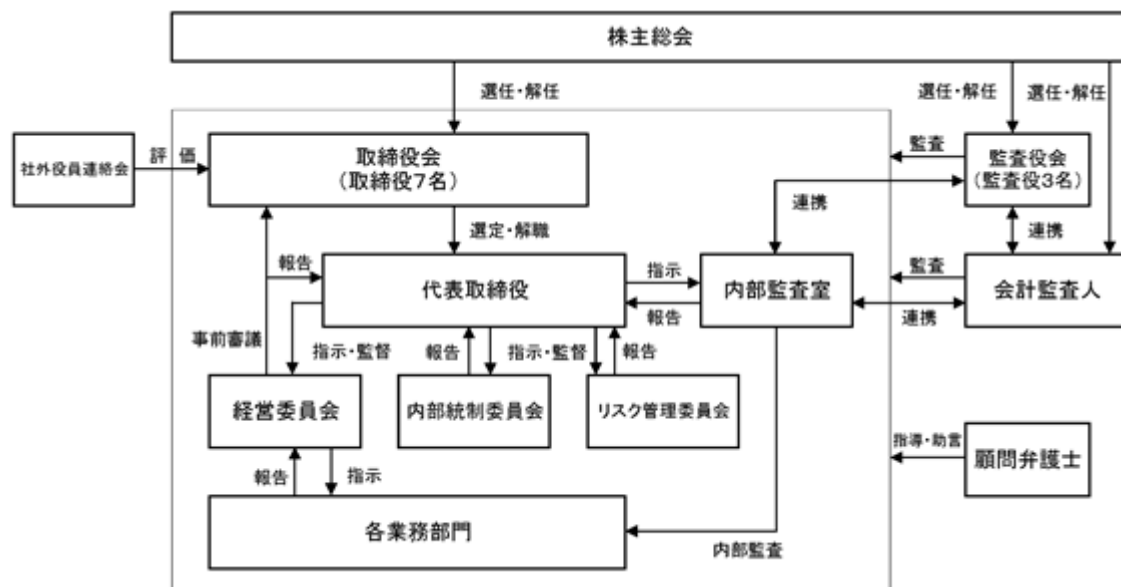 株主総会
選任・解任
選任・解任
選任・解任
社外役員連絡会
評 価
取締役会
（取締役7名）
監査
監査役会
（監査役3名）
連携
選定・解職
連携
報告
代表取締役
指示
報告
内部監査室
監査
会計監査人
連携
事前審議
指示・監督
報告
指示・監督
報告
経営委員会
内部統制委員会
リスク管理委員会
指導・助言
顧問弁護士
報告
指示
各業務部門
内部監査